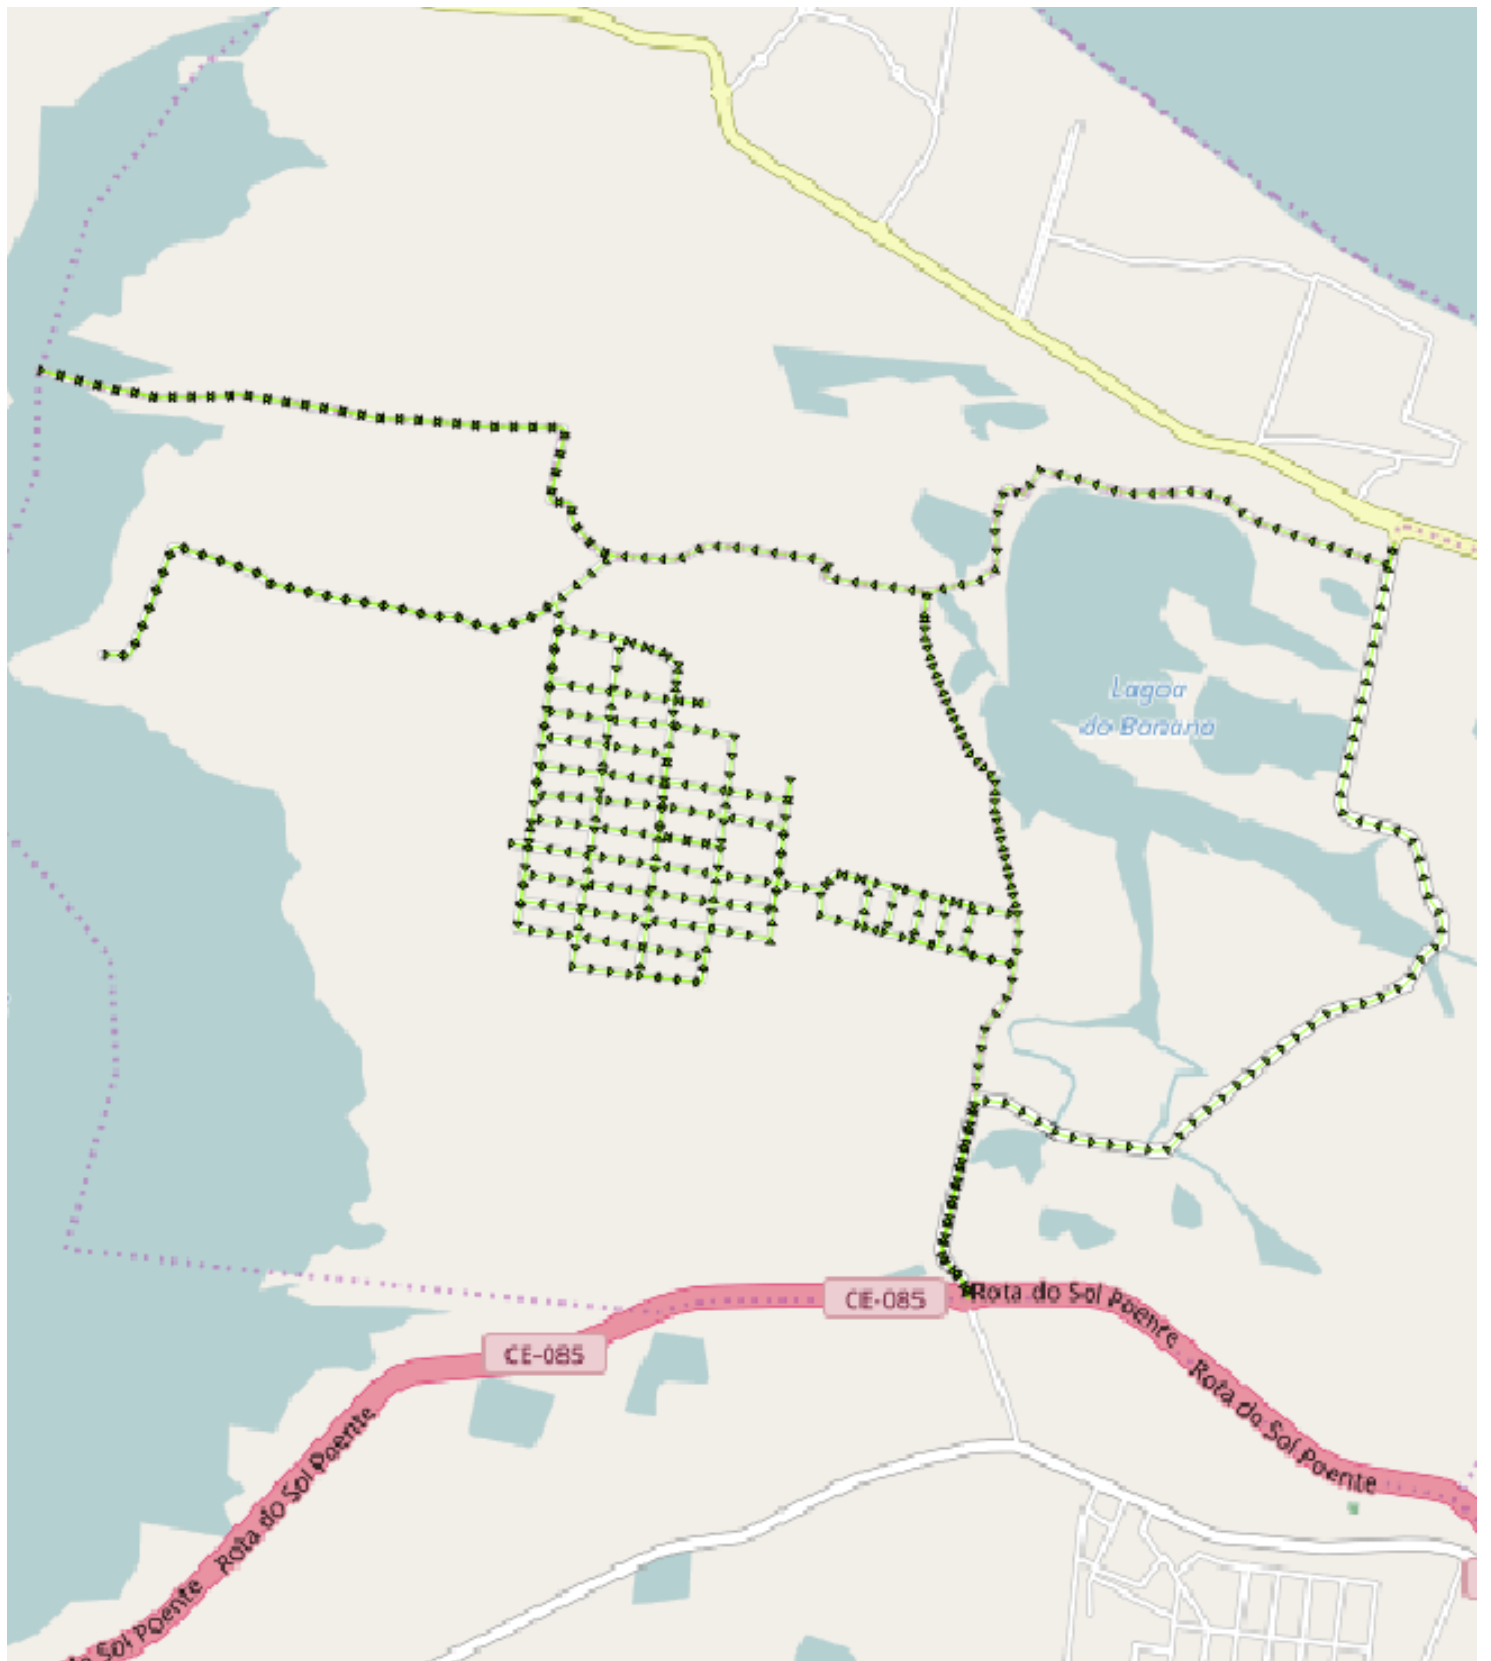 Lagoa
do Banana
CE-085
Rota do Sol Poente
CE-085
Rota do Sol Poente
Rota do Sol Poente
Sol Poente